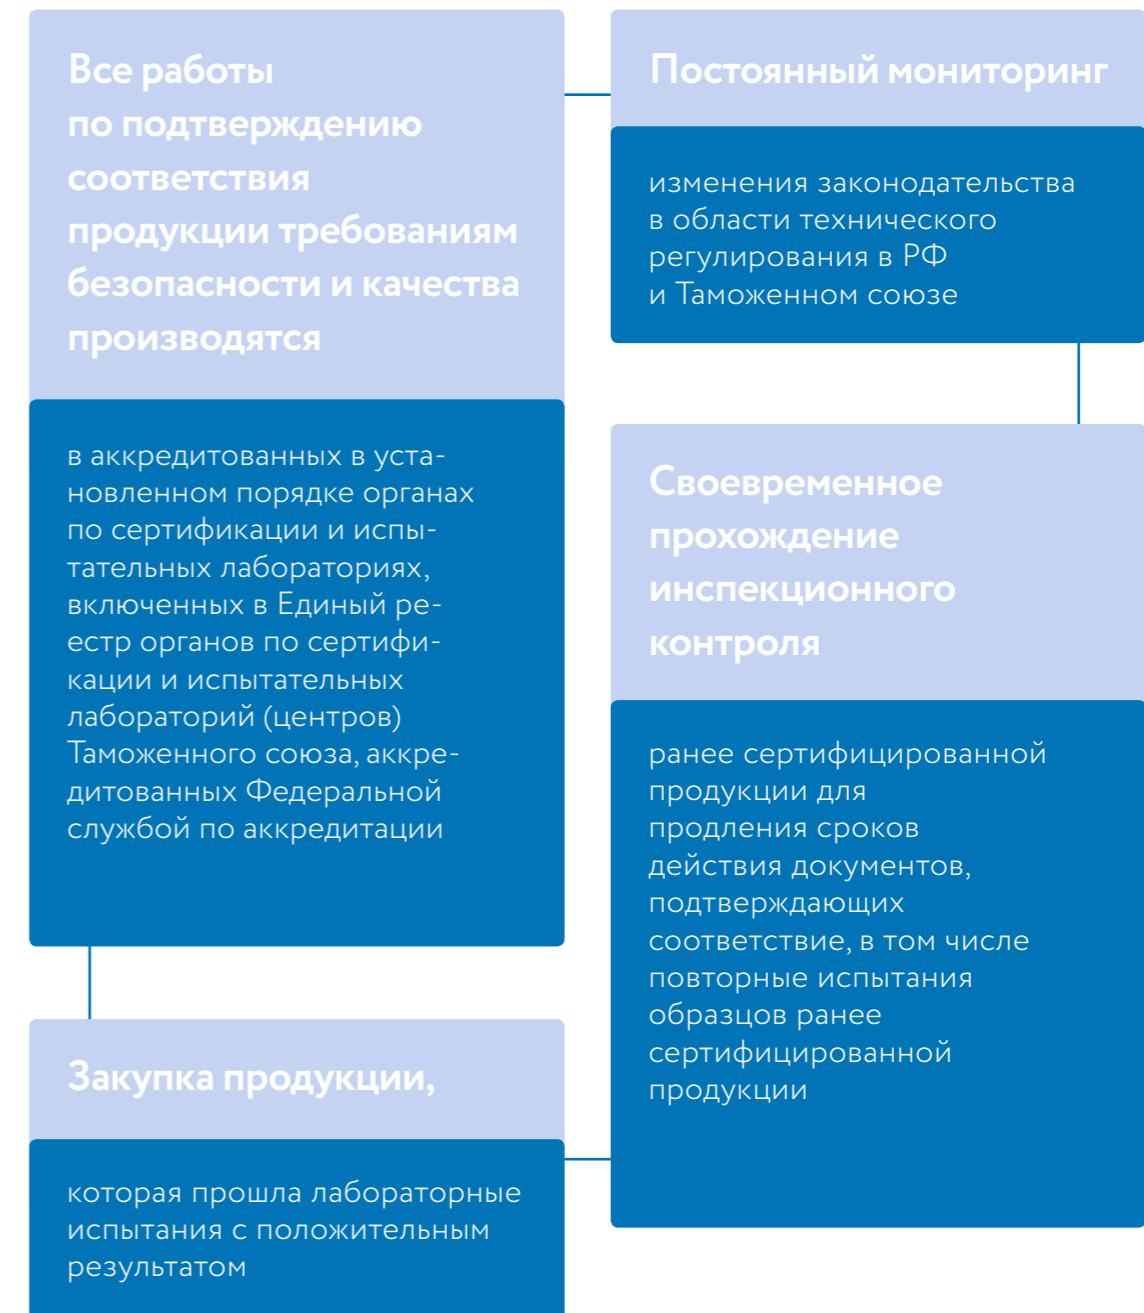 Все работы
по подтверждению
соответствия
продукции требованиям
безопасности и качества
производятся
в аккредитованных в уста-
новленном порядке органах
по сертификации и испы-
тательных лабораториях,
включенных в Единый ре-
естр органов по сертифи-
кации и испытательных
лабораторий (центров)
Таможенного союза, аккре-
дитованных Федеральной
службой по аккредитации
Постоянный мониторинг
изменения законодательства
в области технического
регулирования в РФ
и Таможенном союзе
Своевременное
прохождение
инспекционного
контроля
ранее сертифицированной
продукции для
продления сроков
действия документов,
подтверждающих
соответствие, в том числе
повторные испытания
образцов ранее
сертифицированной
продукции
Закупка продукции,
которая прошла лабораторные
испытания с положительным
результатом